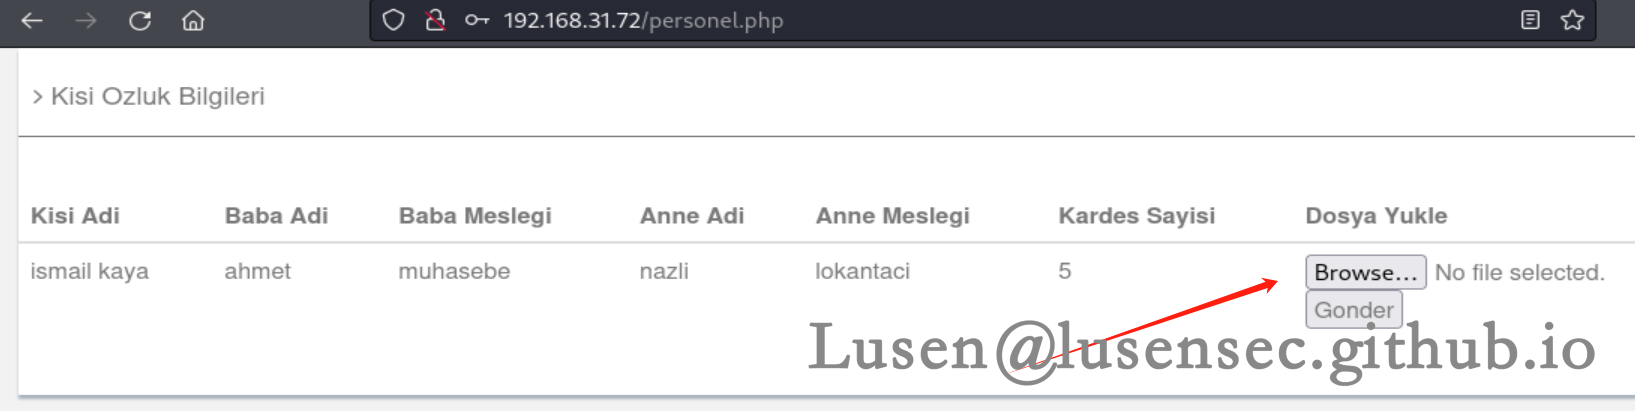 192.168.31.72/personel.php
> Kisi Ozluk Bilgileri
Kisi Adi Baba Adi Baba Meslegi Anne Adi Anne Meslegi Kardes Sayisi Dosya Yukle
ismail kaya ahmet muhasebe nazli lokantaci 5 Browse... No file selected.
Gonder
Lusen@lusensec.github.io